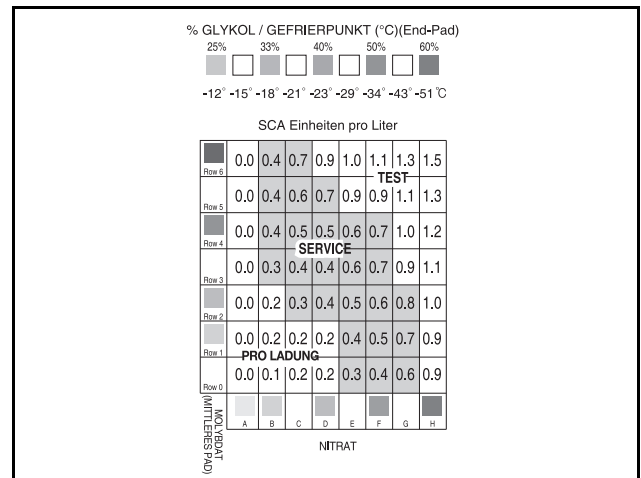 % GLYKOL / GEFRIERPUNKT (°C)(End-Pad)
25% 33% 40% 50% 60%
-12° -15° -18° -21° -23° -29° -34° -43° -51 °C
SCA Einheiten pro Liter
Row 6 0.0 0.4 0.7 0.9 1.0 1.1 1.3 1.5
TEST
Row 5 0.0 0.4 0.6 0.7 0.9 0.9 1.1 1.3
Row 4 0.0 0.4 0.5 0.5 0.6 0.7 1.0 1.2
SERVICE
Row 3 0.0 0.3 0.4 0.4 0.6 0.7 0.9 1.1
Row 2 0.0 0.2 0.3 0.4 0.5 0.6 0.8 1.0
Row 1 0.0 0.2 0.2 0.2 0.4 0.5 0.7 0.9
PRO LADUNG
Row 0 0.0 0.1 0.2 0.2 0.3 0.4 0.6 0.9
MOLYBDAT
(MITTLERES PAD)
A B C D E F G H
NITRAT